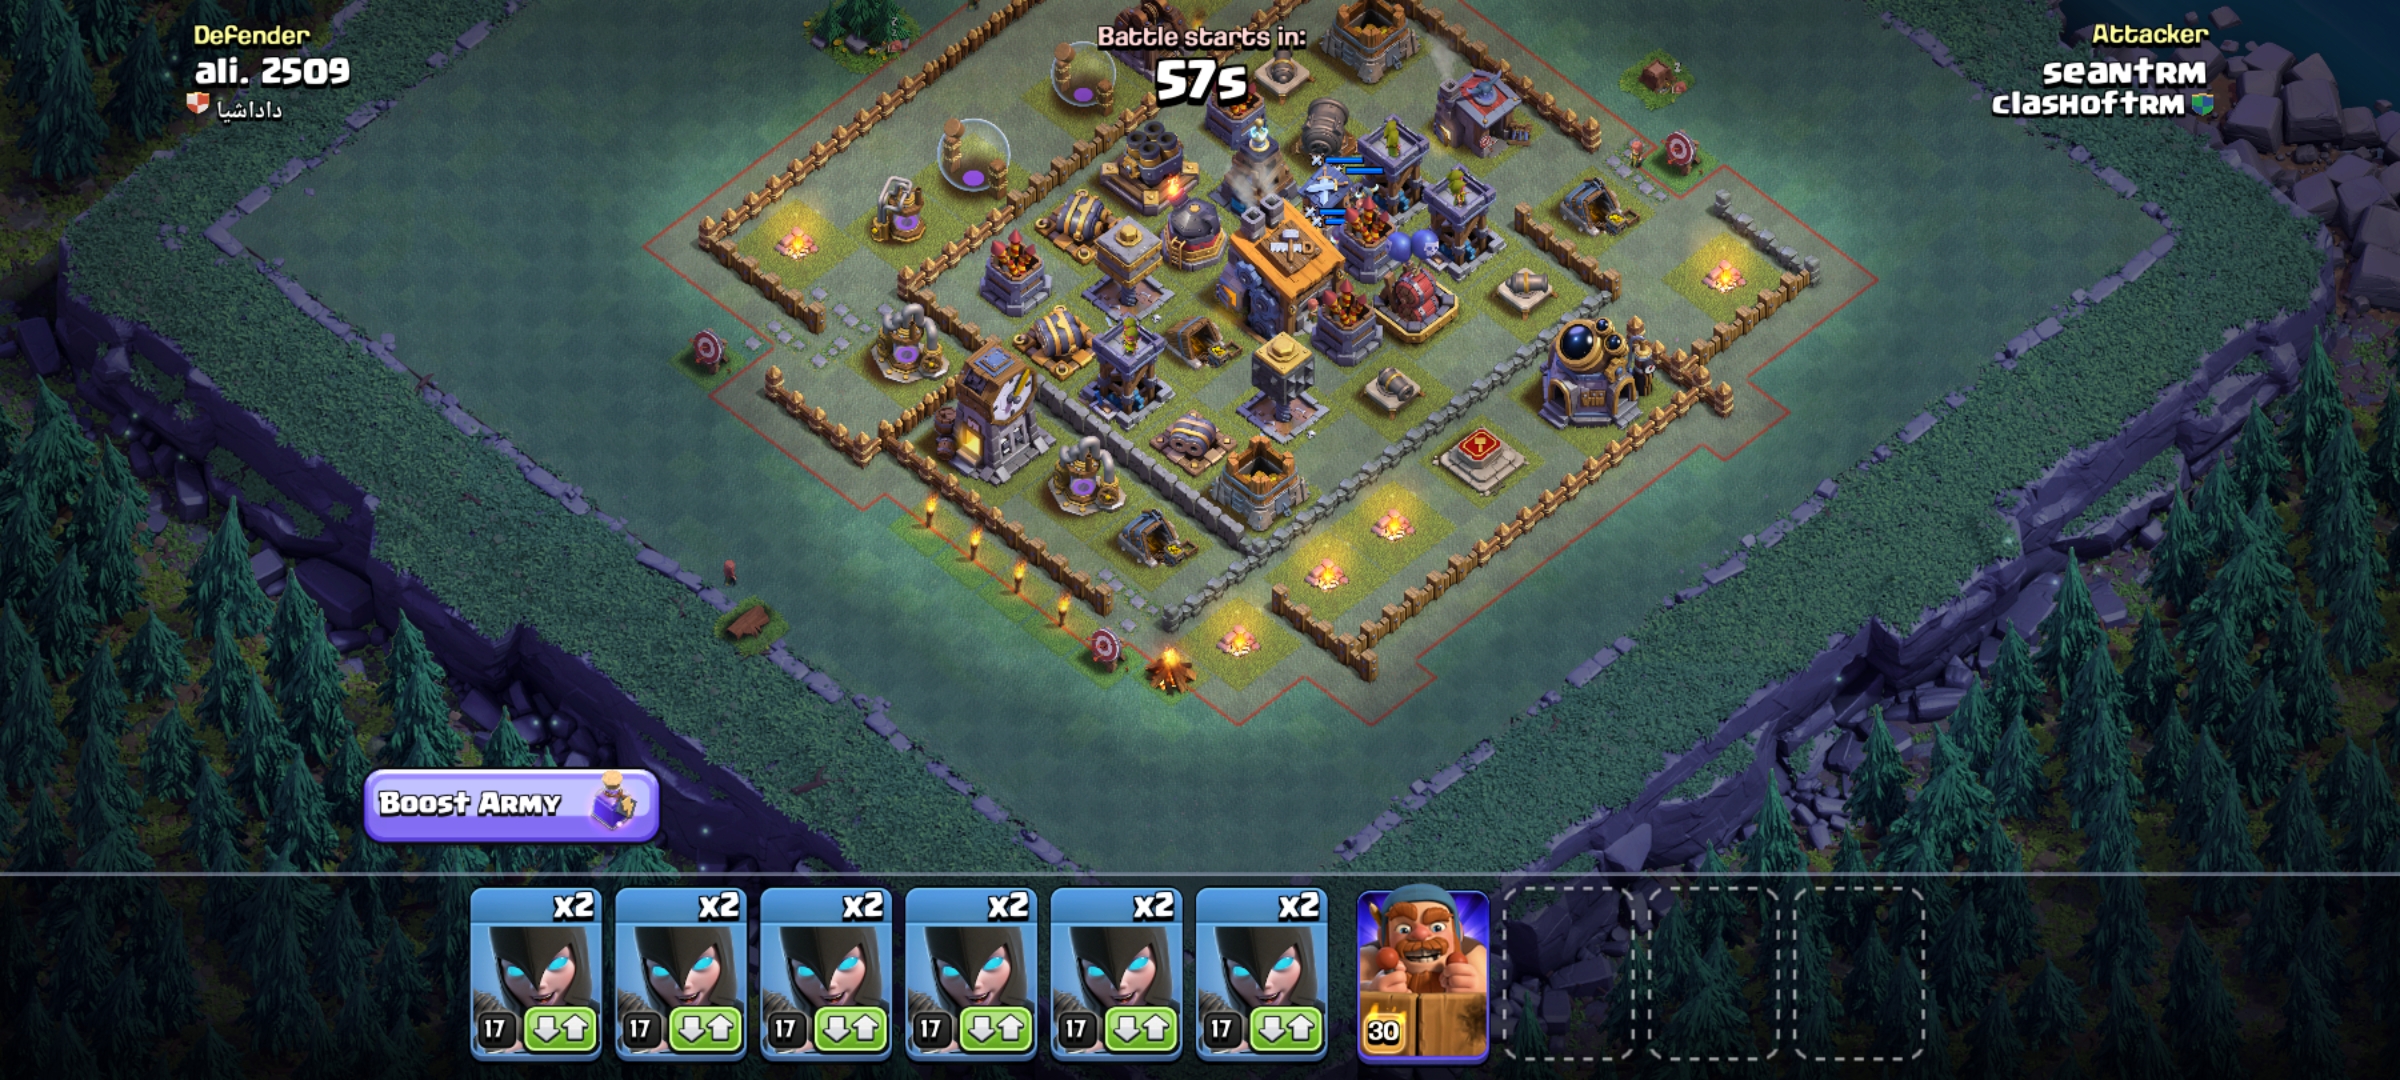 Defender
ali. 2509
داداشیا
Battle starts in:
57s
Attacker
seantRM
clashoftRM
Boost Army
x2
x2
x2
x2
x2
x2
17
17
17
17
17
17
30